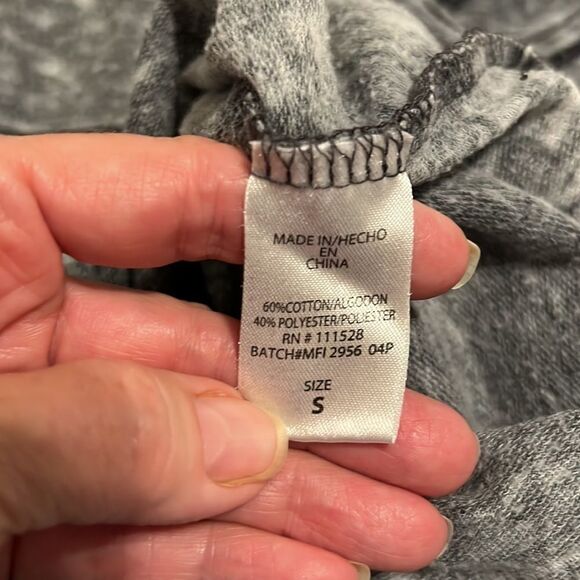 MADE IN/HECHO
EN
CHINA
60%COTTON/ALGODON
40% POLYESTER/POLIESTER
RN # 111528
BATCH#MFI 2956 04P
SIZE
S